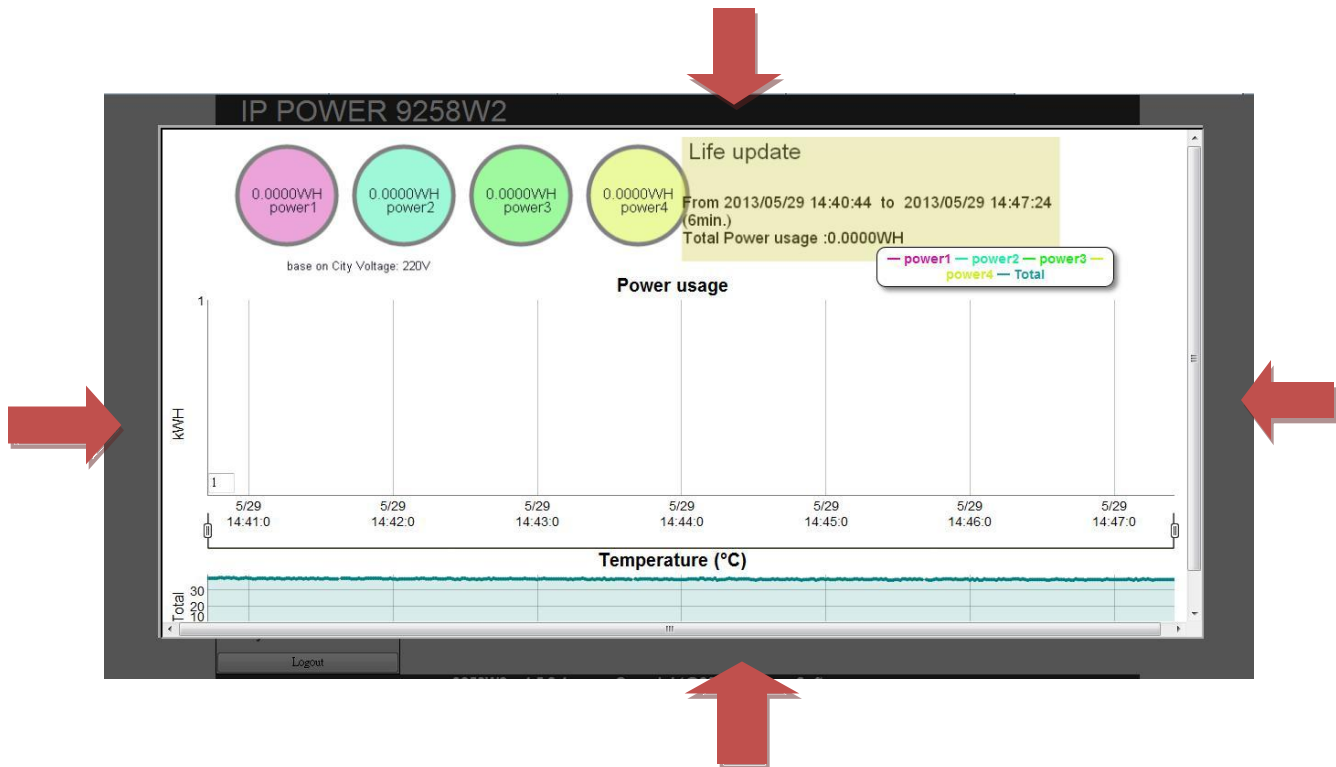 IP POWER 9258W2
0.0000WH
power1
0.0000WH
power2
0.0000WH
power3
0.0000WH
power4
Life update
From 2013/05/29 14:40:44 to 2013/05/29 14:47:24
(6min.)
Total Power usage :0.0000WH
base on City Voltage: 220V
— power1 — power2 — power3 —
power4 — Total
Power usage
1
kWH
1
5/29 5/29 5/29 5/29 5/29 5/29 5/29
14:41:0 14:42:0 14:43:0 14:44:0 14:45:0 14:46:0 14:47:0
Temperature (°C)
Total
30
20
10
Logout